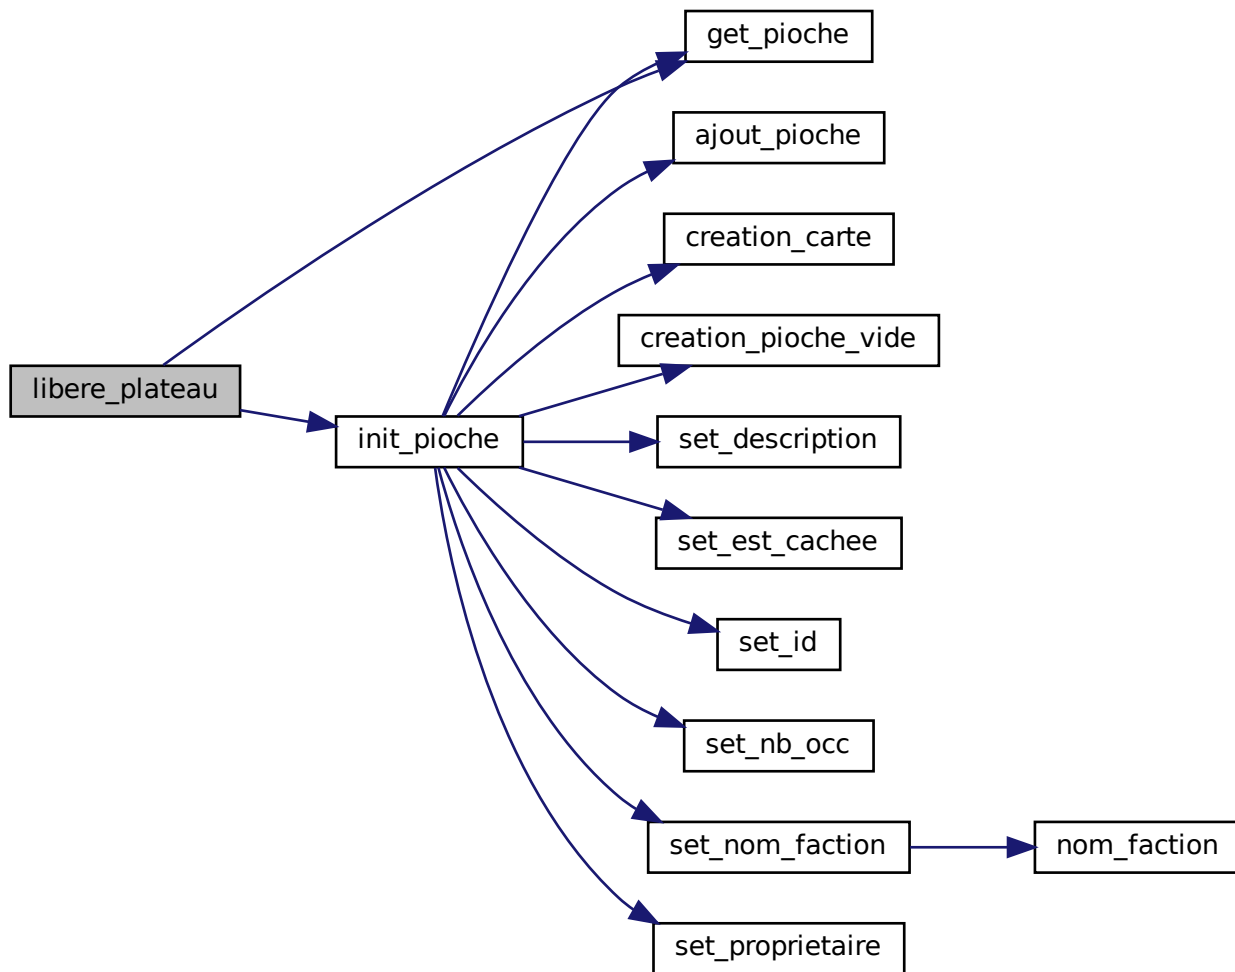 get_pioche
ajout_pioche
creation_carte
creation_pioche_vide
libere_plateau
init_pioche
set_description
set_est_cachee
set_id
set_nb_occ
set_nom_faction
nom_faction
set_proprietaire